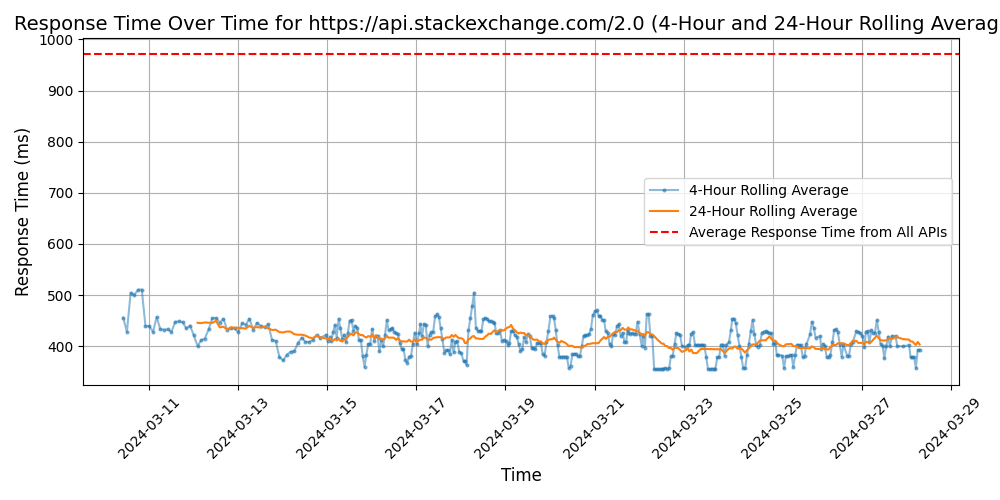 Response Time Over Time for https://api.stackexchange.com/2.0 (4-Hour and 24-Hour Rolling Averag
Response Time (ms)
1000
900
800
700
600
500
400
4-Hour Rolling Average
24-Hour Rolling Average
Average Response Time from All APIs
2024-03-11
2024-03-13
2024-03-15
2024-03-17
2024-03-19
2024-03-21
2024-03-23
2024-03-25
2024-03-27
2024-03-29
Time